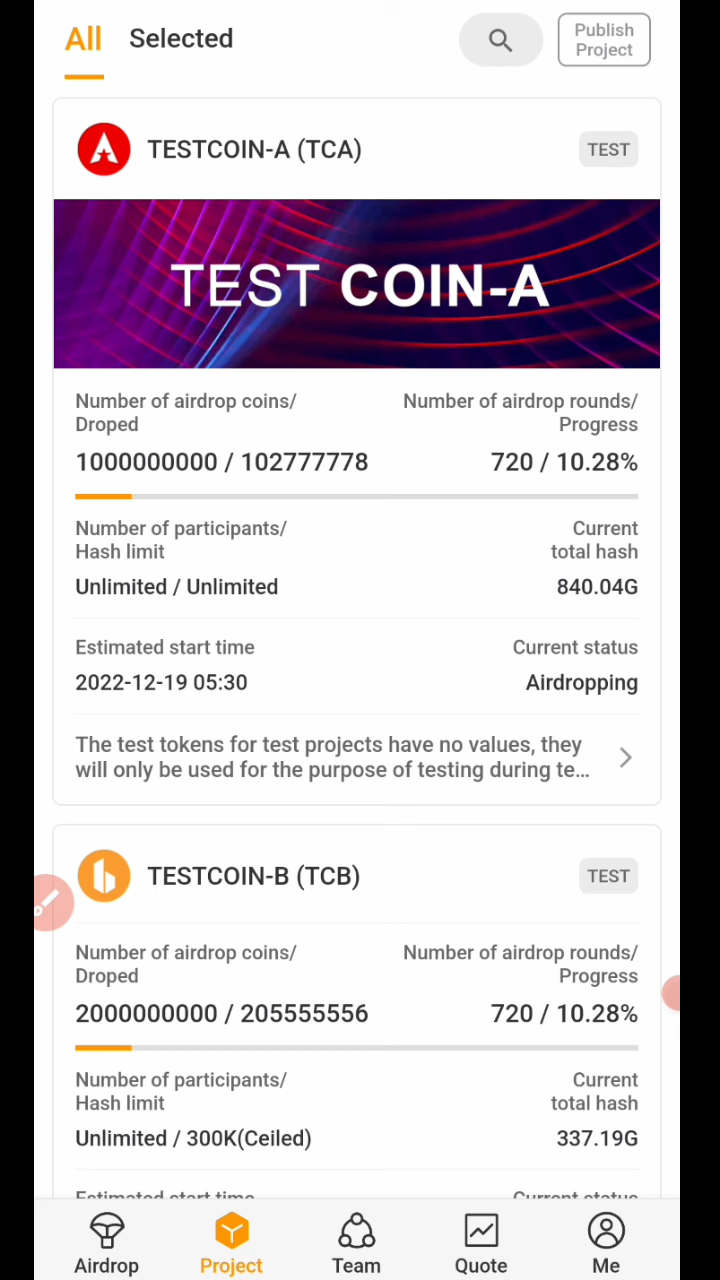 All Selected
Publish
Project
TESTCOIN-A (TCA) TEST
TEST COIN-A
Number of airdrop coins/ Number of airdrop rounds/
Droped Progress
1000000000 / 102777778 720 / 10.28%
Number of participants/ Current
Hash limit total hash
Unlimited / Unlimited 840.04G
Estimated start time Current status
2022-12-19 05:30 Airdropping
The test tokens for test projects have no values, they
will only be used for the purpose of testing during te...
TESTCOIN-B (TCB) TEST
Number of airdrop coins/ Number of airdrop rounds/
Droped Progress
2000000000 / 205555556 720 / 10.28%
Number of participants/ Current
Hash limit total hash
Unlimited / 300K(Ceiled) 337.19G
Estimated start time Current status
Airdrop Project Team Quote Me